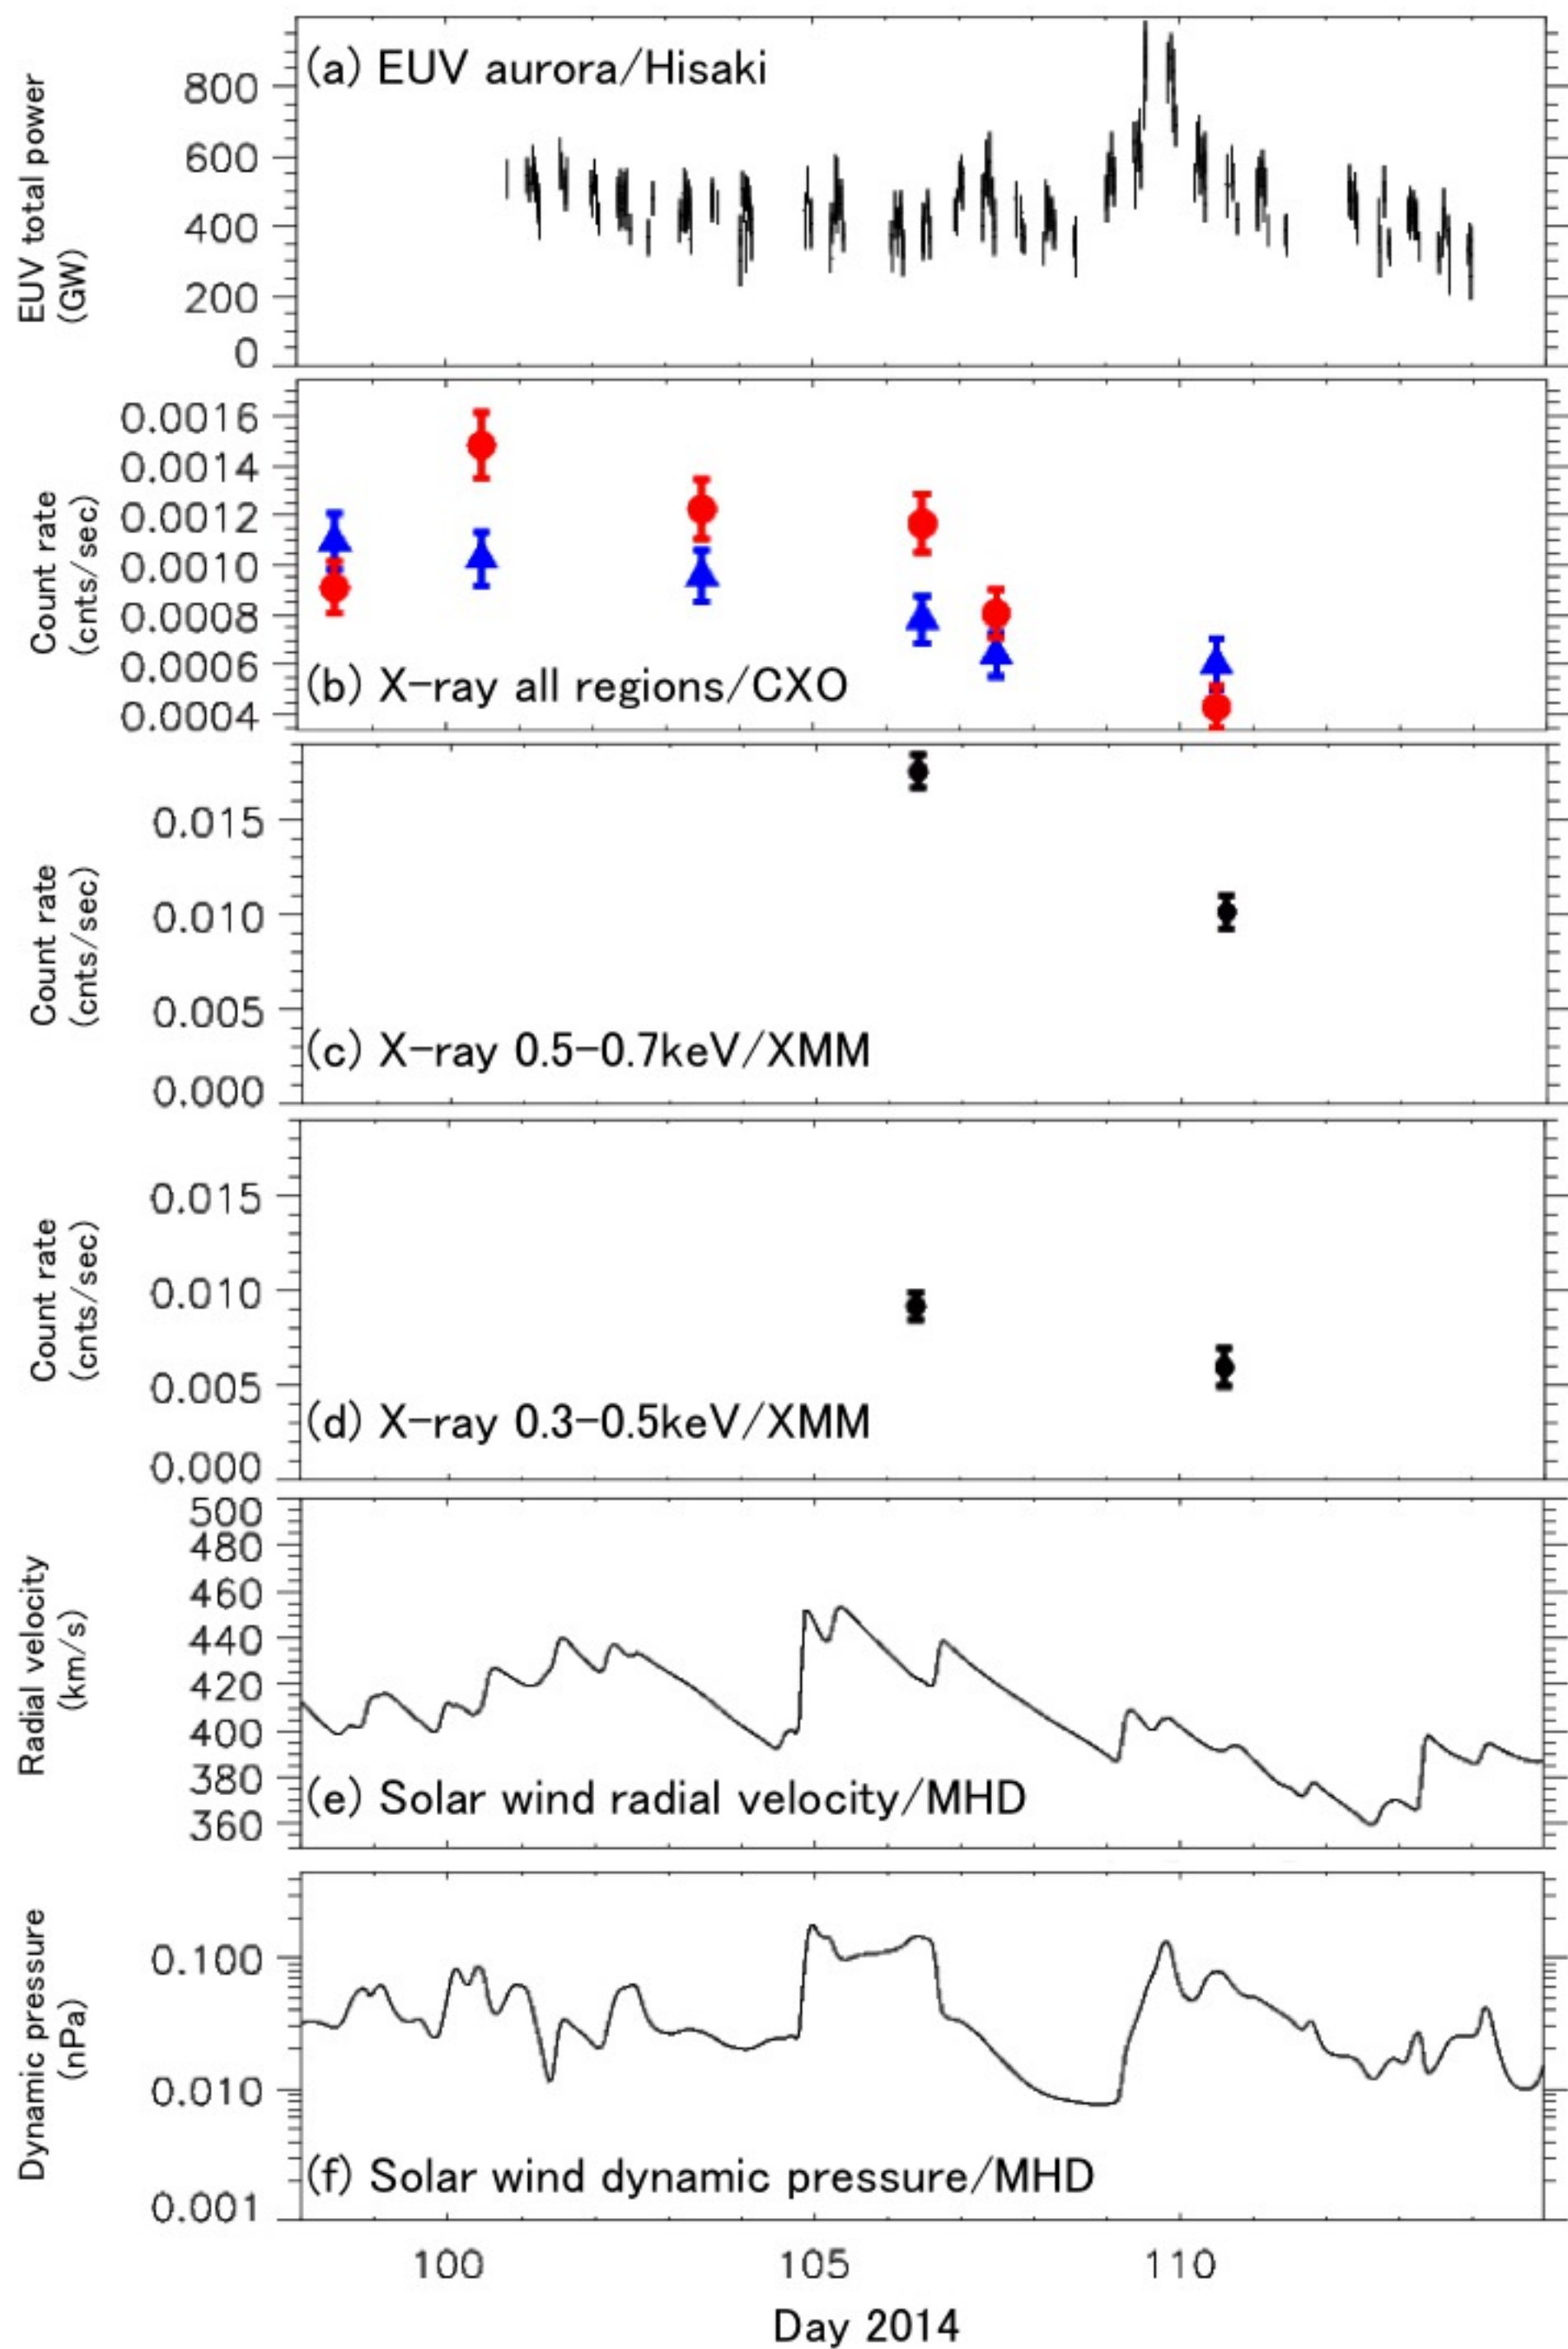 (a) EUV aurora/Hisaki
EUV total power
(GW)
800
600
400
200
0
0.0016
0.0014
0.0012
0.0010
0.0008
0.0006
0.0004
Count rate
(cnts/sec)
(b) X-ray all regions/CXO
0.015
0.010
0.005
0.000
Count rate
(cnts/sec)
(c) X-ray 0.5-0.7keV/XMM
0.015
0.010
0.005
0.000
Count rate
(cnts/sec)
(d) X-ray 0.3-0.5keV/XMM
500
480
460
440
420
400
380
360
Radial velocity
(km/s)
(e) Solar wind radial velocity/MHD
0.100
0.010
0.001
Dynamic pressure
(nPa)
(f) Solar wind dynamic pressure/MHD
100 105 110
Day 2014